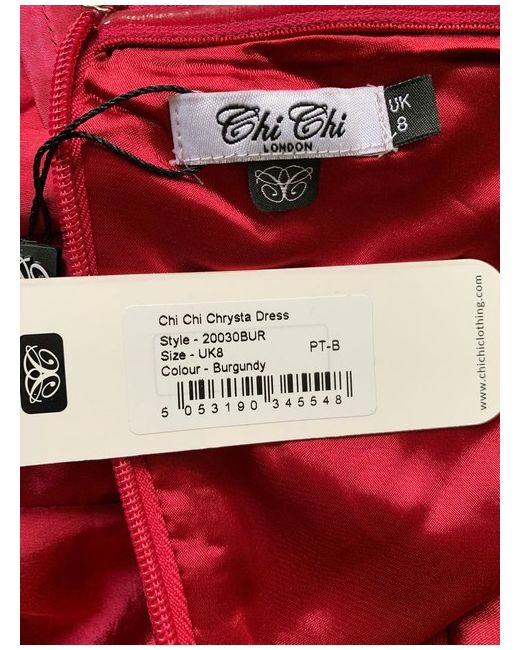 Chi Chi
LONDON
UK
8
Chi Chi Chrysta Dress
Style - 20030BUR
Size - UK8 PT-B
Colour - Burgundy
5 053190 345548
www.chichiclothing.com